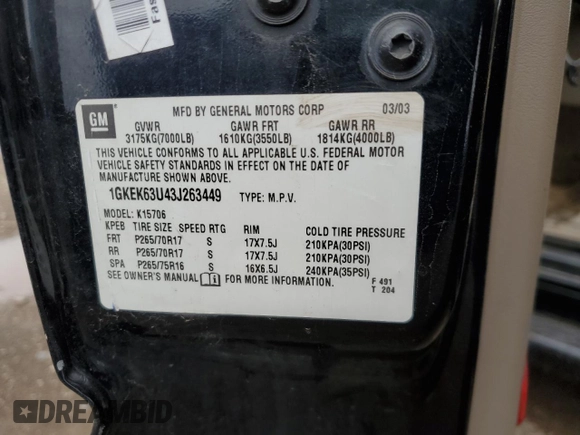 Fas
GM
MFD BY GENERAL MOTORS CORP 03/03
GVWR GAWR FRT GAWR RR
3175KG(7000LB) 1610KG(3550LB) 1814KG(4000LB)
THIS VEHICLE CONFORMS TO ALL APPLICABLE U.S. FEDERAL MOTOR
VEHICLE SAFETY STANDARDS IN EFFECT ON THE DATE OF
MANUFACTURE SHOWN ABOVE.
1GKEK63U43J263449 TYPE: M.P.V.
MODEL: K15706
KPEB TIRE SIZE SPEED RTG RIM COLD TIRE PRESSURE
FRT P265/70R17 S 17X7.5J 210KPA(30PSI)
RR P265/70R17 S 17X7.5J 210KPA(30PSI)
SPA P265/75R16 S 16X6.5J 240KPA(35PSI)
SEE OWNER'S MANUAL FOR MORE INFORMATION.
F 491
T 204
DREAMBID